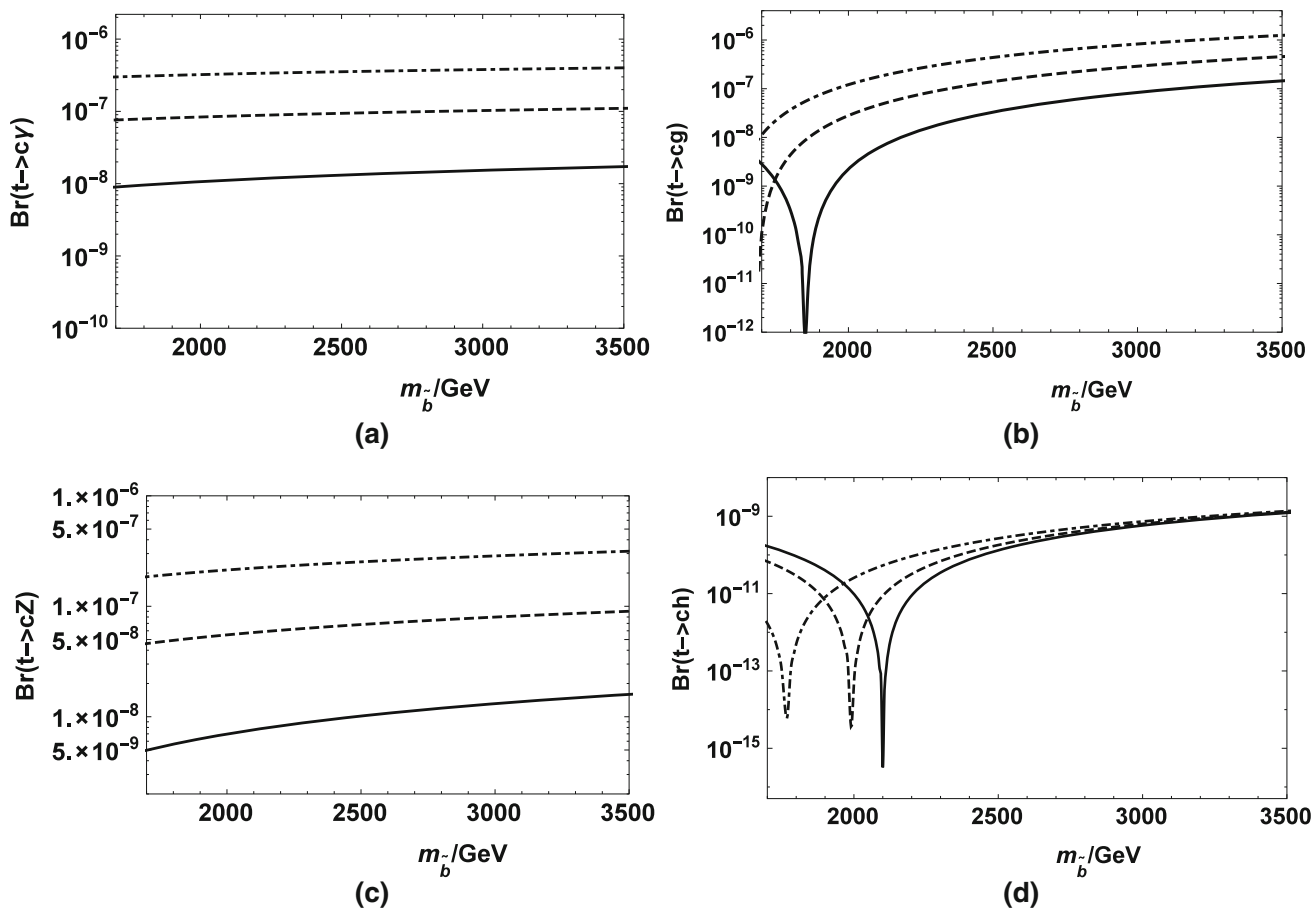 Br(t−>cγ)
10⁻⁶
10⁻⁷
10⁻⁸
10⁻⁹
10⁻¹⁰
2000 2500 3000 3500
m_b̃/GeV
(a)
Br(t−>cg)
10⁻⁶
10⁻⁷
10⁻⁸
10⁻⁹
10⁻¹⁰
10⁻¹¹
10⁻¹²
2000 2500 3000 3500
m_b̃/GeV
(b)
Br(t−>cZ)
1.×10⁻⁶
5.×10⁻⁷
1.×10⁻⁷
5.×10⁻⁸
1.×10⁻⁸
5.×10⁻⁹
2000 2500 3000 3500
m_b̃/GeV
(c)
Br(t−>ch)
10⁻⁹
10⁻¹¹
10⁻¹³
10⁻¹⁵
2000 2500 3000 3500
m_b̃/GeV
(d)